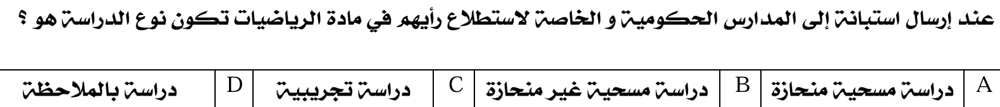 عند إرسال استبانة إلى المدارس الحكومية و الخاصة لاستطلاع رأيهم في مادة الرياضيات تكون نوع الدراسة هو ؟
A دراسة مسحية منحازة B دراسة مسحية غير منحازة C دراسة تجريبية D دراسة بالملاحظة